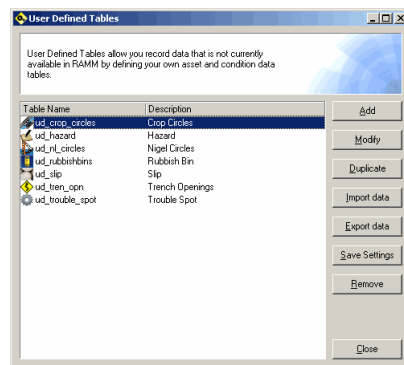 User Defined Tables
User Defined Tables allow you record data that is not currently
available in RAMM by defining your own asset and condition data
tables.
Table Name Description
ud_crop_circles Crop Circles
ud_hazard Hazard
ud_nl_circles Nigel Circles
ud_rubbishbins Rubbish Bin
ud_slip Slip
ud_tren_opn Trench Openings
ud_trouble_spot Trouble Spot
Add
Modify
Duplicate
Import data
Export data
Save Settings
Remove
Close